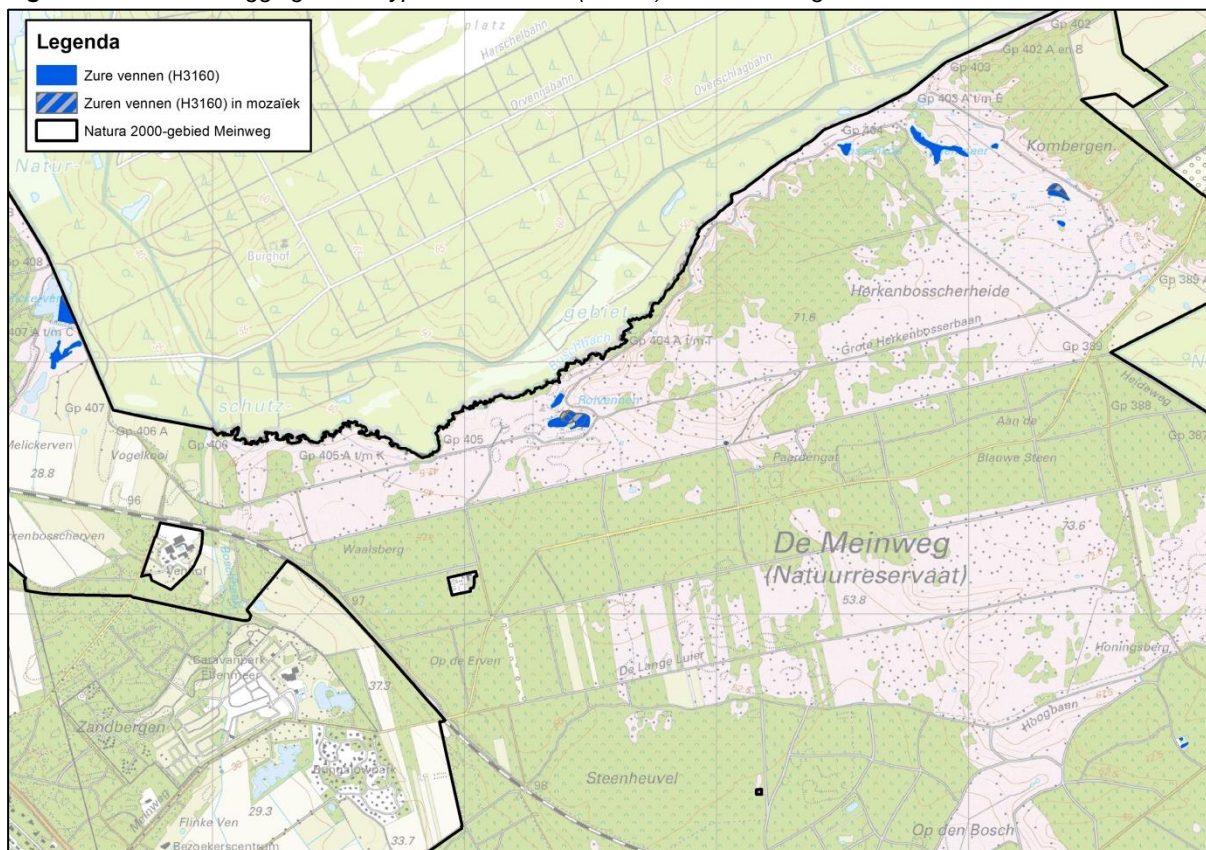 Legenda
Zure vennen (H3160)
Zuren vennen (H3160) in mozaïek
Natura 2000-gebied Meinweg
platz
Harschelbahn
Orvennsbahn
Overschlagbahn
Gp 402
Gp 402 A en B
Gp 403
Gp 403 A t/m E
Gp 404
Kombergen
Natur
Burghof
gebiet
Gp 408
407 A t/m C
Herkenbosscherheide
71.6
Gp 389 A
Gp 404 A t/m T
Grote Herkenbosserbaan
Gp 389
Rotvennen
schutz-
Heideweg
Gp 407
Gp 406 A
Gp 406
Gp 405
Gp 405 A t/m K
Gp 388
Gp 387
Melickerven
Vogelkooi
28.8
Aan de
Blauwe Steen
Paardengat
96
Waalsberg
De Meinweg
(Natuurreservaat)
73.6
53.8
97
Op de Erven
De Lange Luier
Honingsberg
Caravanpark
Elfenmeer
37.3
Zandbergen
Hoogbaan
Bungalowpark
Steenheuvel
98
29.3
Meinweg
Flinke Ven
33.7
Op den Bosch
Bezoekerscentrum